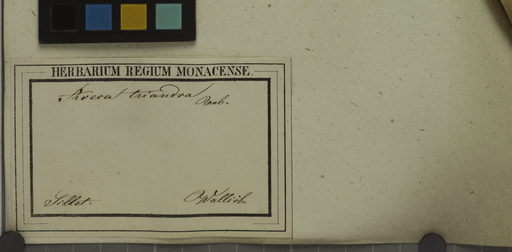 HERBARIUM REGIUM MONACENSE.
Areca triandra Roxb.
Sillet. Wallich.